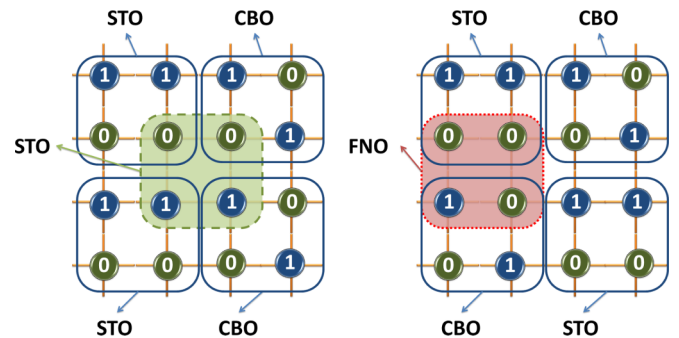 STO CBO STO CBO
1 1 1 0 1 1 1 0
0 0 0 1 0 0 0 1
STO FNO
1 1 1 0 1 0 1 1
0 0 0 1 0 1 0 0
STO CBO CBO STO